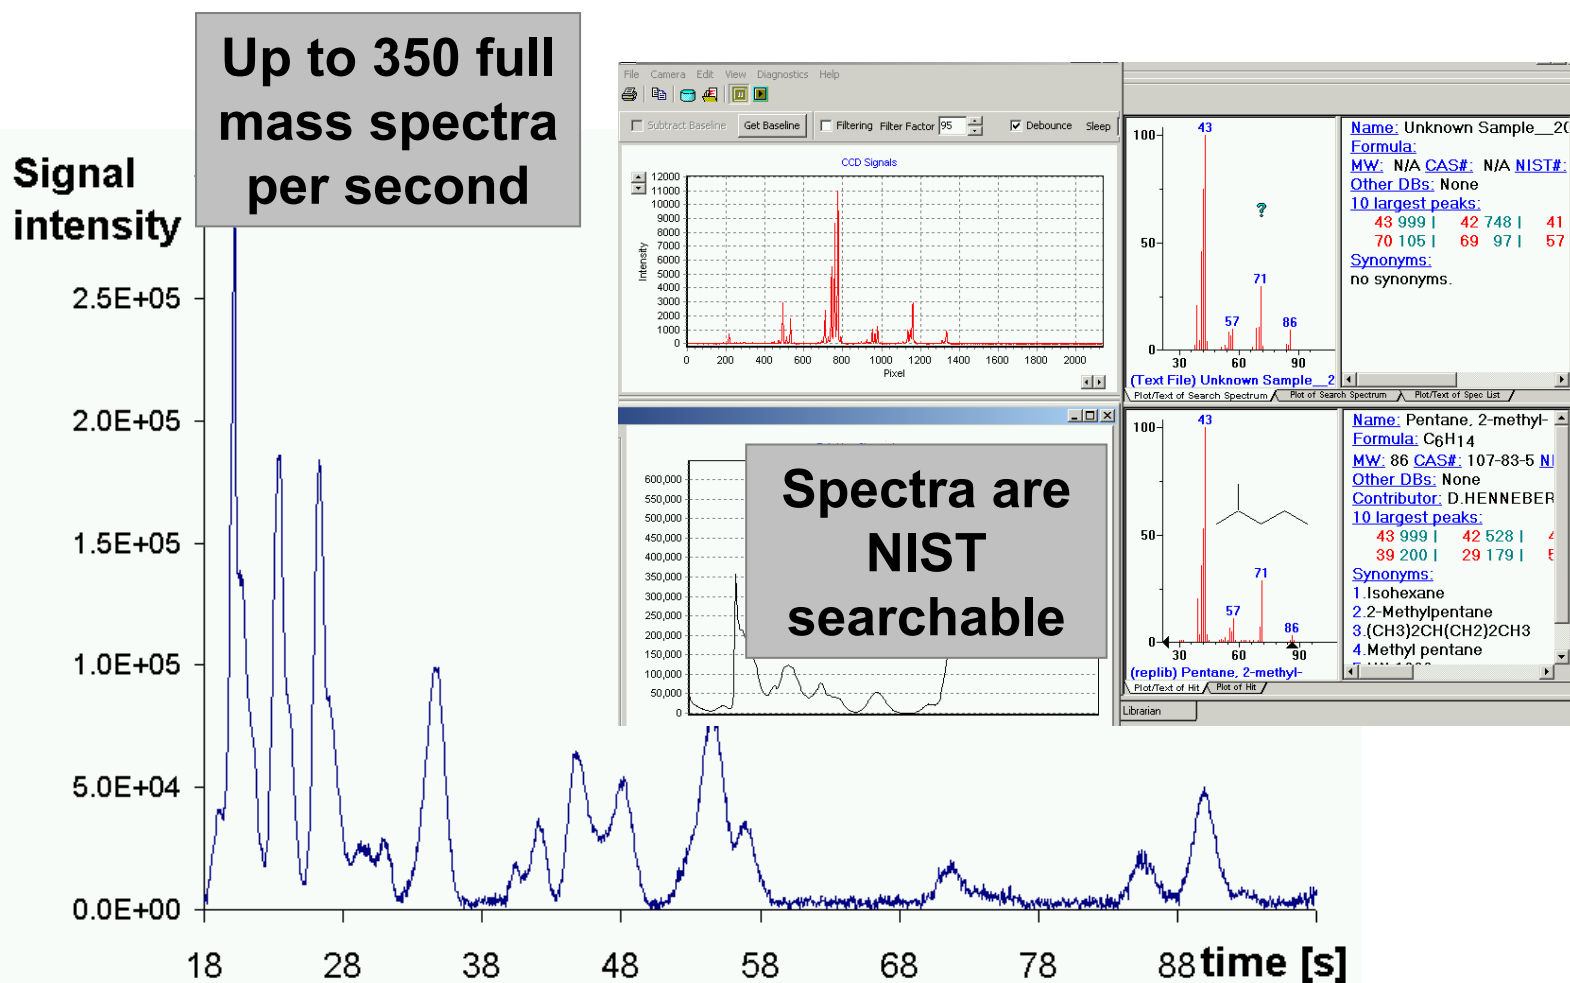 Up to 350 full
mass spectra
per second
Signal
intensity
2.5E+05
2.0E+05
1.5E+05
1.0E+05
5.0E+04
0.0E+00
18 28 38 48 58 68 78 88 time [s]
File Camera Edit View Diagnostics Help
Subtract Baseline Get Baseline Filtering Filter Factor 95 Debounce Sleep
CCD Signals
Intensity
12000
11000
10000
9000
8000
7000
6000
5000
4000
3000
2000
1000
0
0 200 400 600 800 1000 1200 1400 1600 1800 2000
Pixel
600,000
550,000
500,000
450,000
400,000
350,000
300,000
250,000
200,000
150,000
100,000
50,000
0
Spectra are
NIST
searchable
100
50
0
43
?
71
57
86
30 60 90
(Text File) Unknown Sample__2
Name: Unknown Sample__20
Formula:
MW: N/A CAS#: N/A NIST#:
Other DBs: None
10 largest peaks:
43 999 | 42 748 | 41
70 105 | 69 97 | 57
Synonyms:
no synonyms.
Plot/Text of Search Spectrum Plot of Search Spectrum Plot/Text of Spec List
100
50
0
43
71
57
86
30 60 90
(replib) Pentane, 2-methyl-
Name: Pentane, 2-methyl-
Formula: C6H14
MW: 86 CAS#: 107-83-5 NI
Other DBs: None
Contributor: D.HENNEBER
10 largest peaks:
43 999 | 42 528 |
39 200 | 29 179 |
Synonyms:
1.Isohexane
2.2-Methylpentane
3.(CH3)2CH(CH2)2CH3
4.Methyl pentane
Plot/Text of Hit Plot of Hit
Librarian